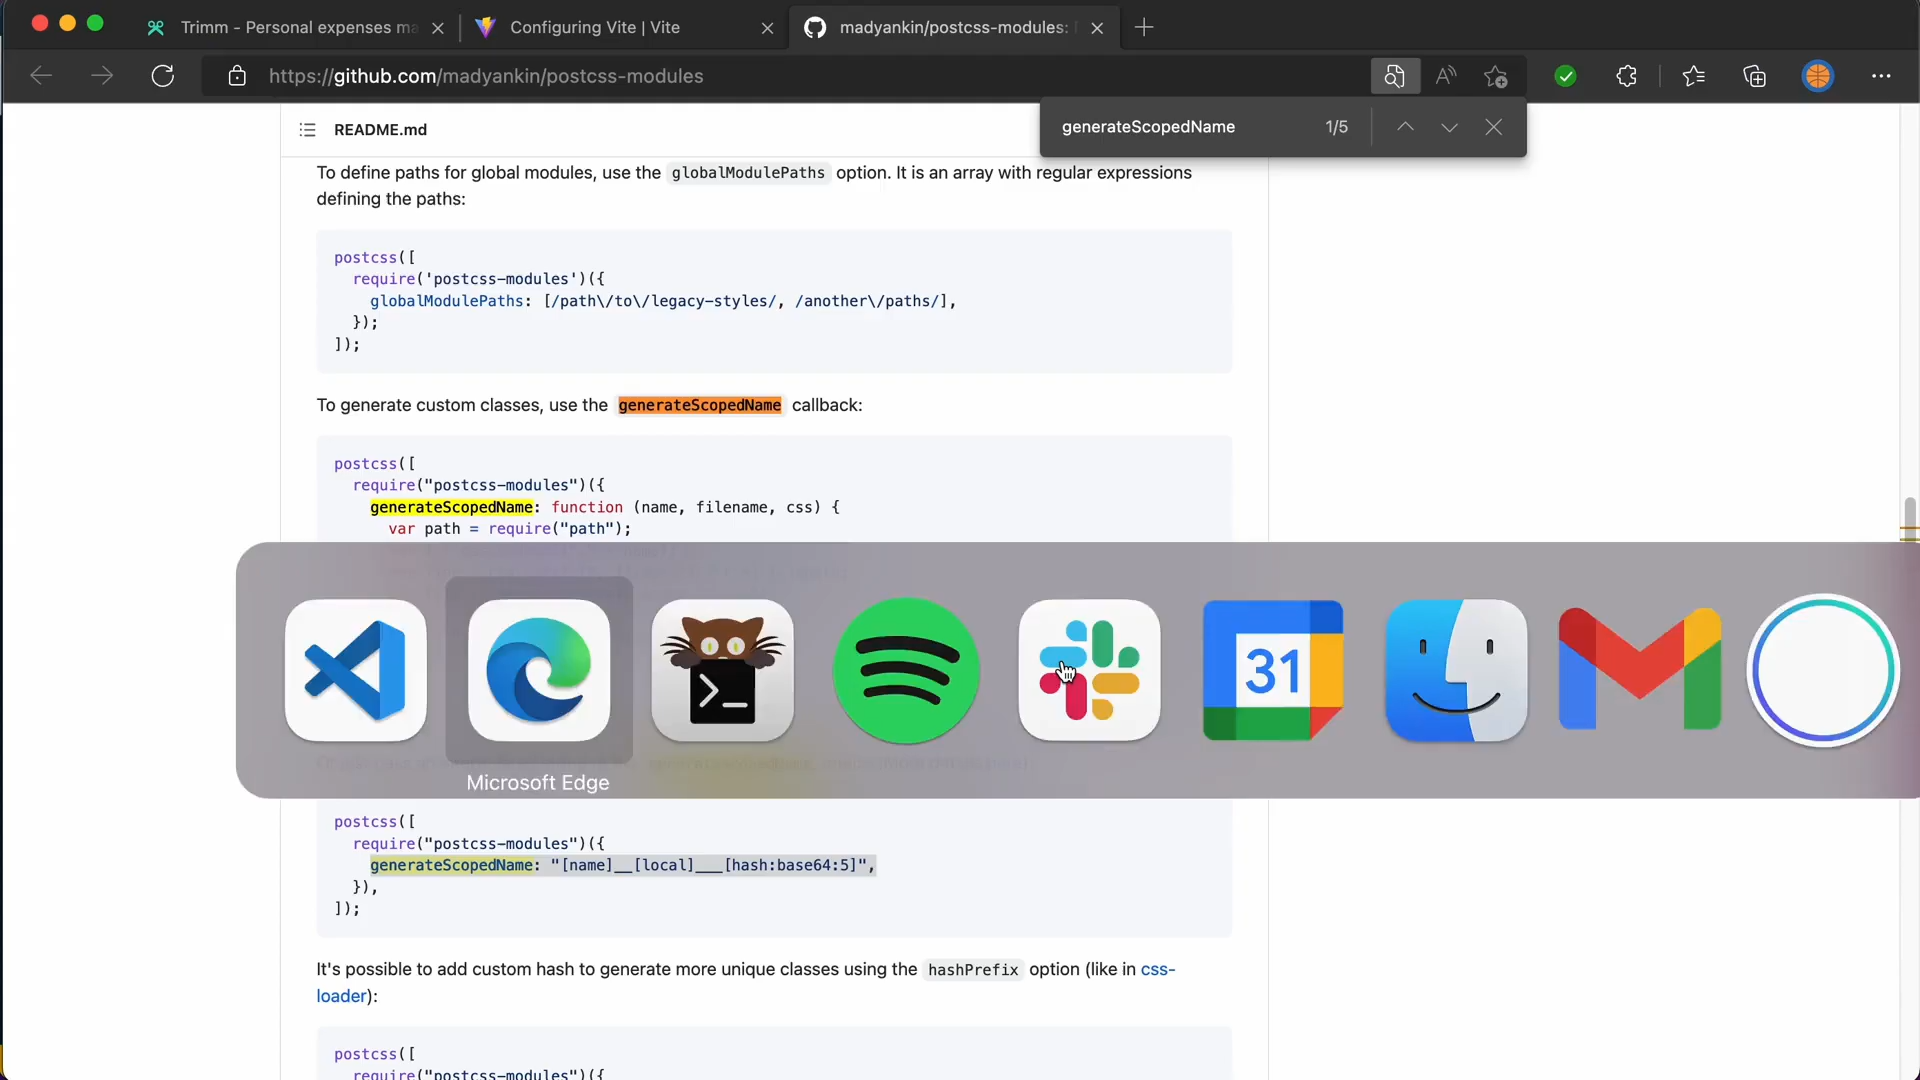 Trimm - Personal expenses ma
Configuring Vite | Vite
madyankin/postcss-modules:
https://github.com/madyankin/postcss-modules
generateScopedName 1/5
README.md
To define paths for global modules, use the globalModulePaths option. It is an array with regular expressions
defining the paths:
postcss([
require('postcss-modules')({
globalModulePaths: [/path\/to\/legacy-styles/, /another\/paths/],
});
]);
To generate custom classes, use the generateScopedName callback:
postcss([
require("postcss-modules")({
generateScopedName: function (name, filename, css) {
var path = require("path");
31
Microsoft Edge
postcss([
require("postcss-modules")({
generateScopedName: "[name]__[local]___[hash:base64:5]",
}),
]);
It's possible to add custom hash to generate more unique classes using the hashPrefix option (like in css-
loader):
postcss([
require("postcss-modules")({